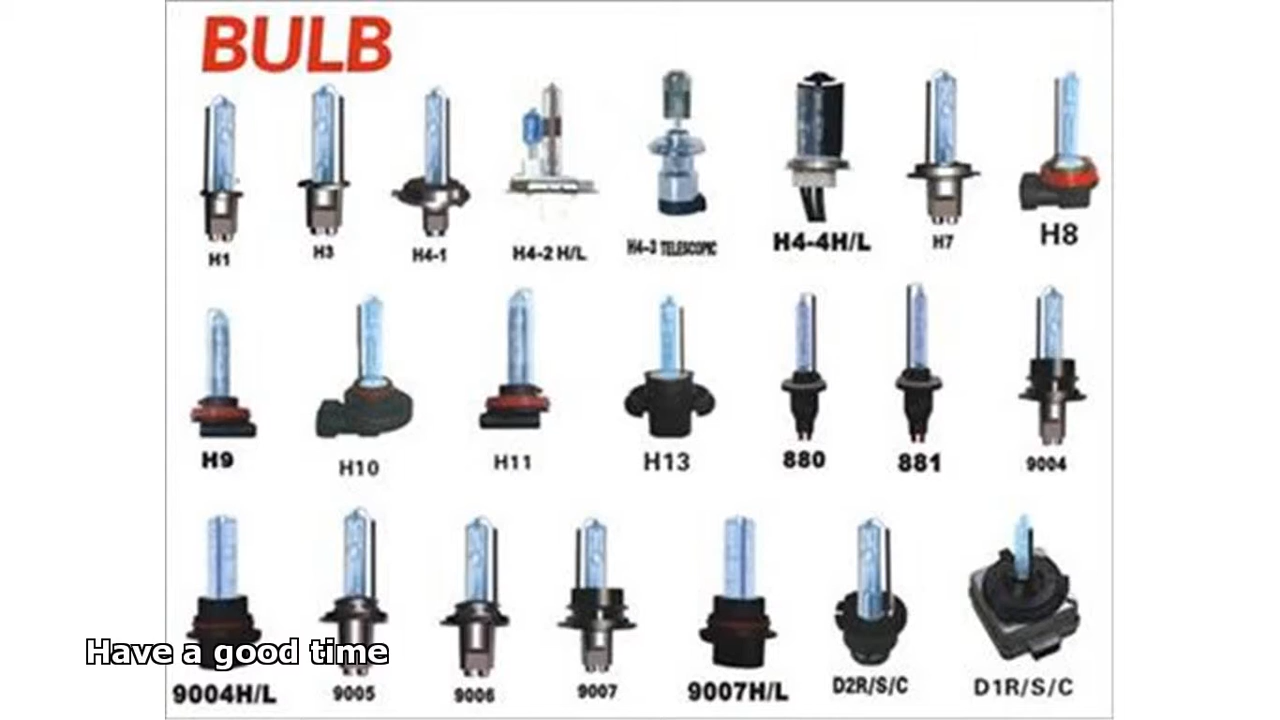 BULB
H1 H3 H4-1 H4-2 H/L H4-3 TELESCOPIC H4-4H/L H7 H8
H9 H10 H11 H13 880 881 9004
Have a good time
9004H/L 9005 9006 9007 9007H/L D2R/S/C D1R/S/C